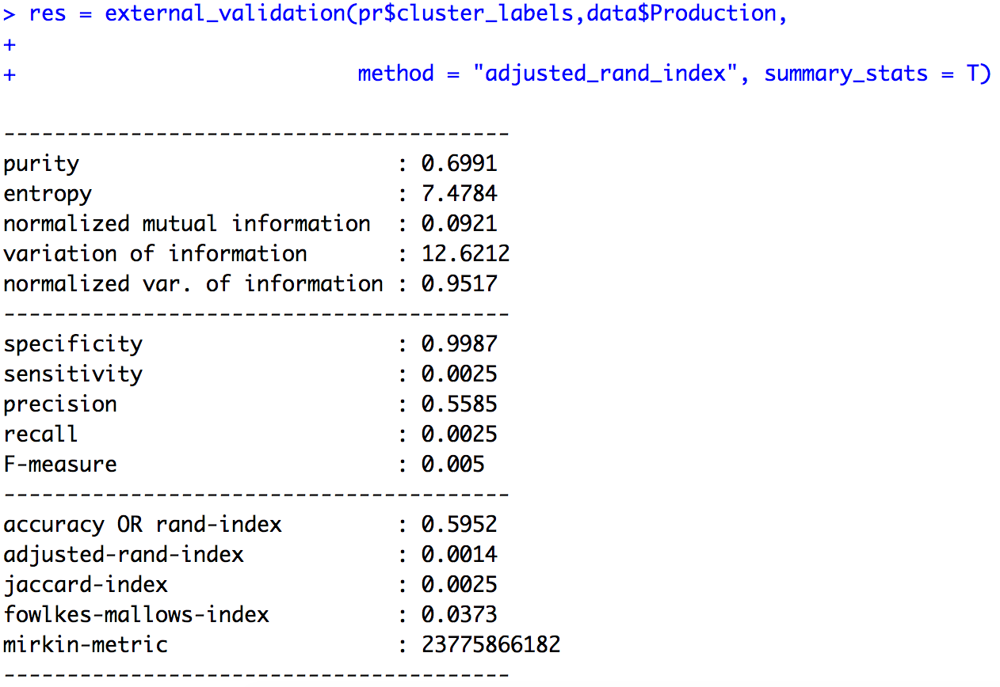 > res = external_validation(pr$cluster_labels,data$Production,
+
+                           method = "adjusted_rand_index", summary_stats = T)
----------------------------------------
purity                         : 0.6991
entropy                        : 7.4784
normalized mutual information  : 0.0921
variation of information       : 12.6212
normalized var. of information : 0.9517
----------------------------------------
specificity                    : 0.9987
sensitivity                    : 0.0025
precision                      : 0.5585
recall                         : 0.0025
F-measure                      : 0.005
----------------------------------------
accuracy OR rand-index         : 0.5952
adjusted-rand-index            : 0.0014
jaccard-index                  : 0.0025
fowlkes-mallows-index          : 0.0373
mirkin-metric                  : 23775866182
----------------------------------------